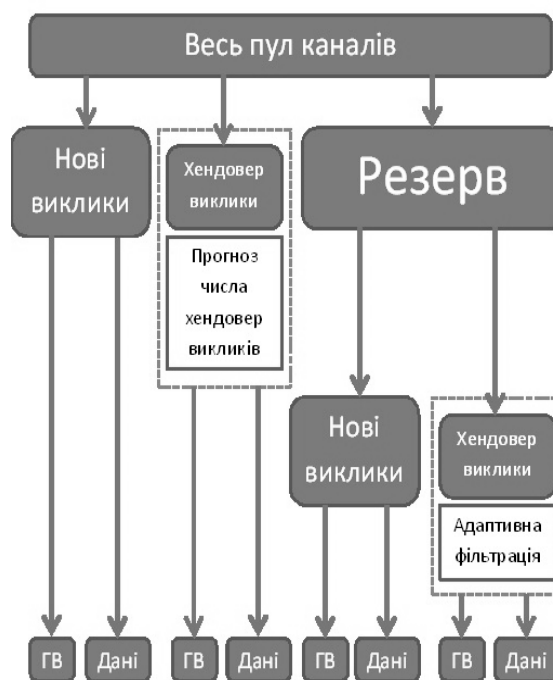 Весь пул каналів
Нові
виклики
Хендовер
виклики
Прогноз
числа
хендовер
викликів
Резерв
Нові
виклики
Хендовер
виклики
Адаптивна
фільтрація
ГВ
Дані
ГВ
Дані
ГВ
Дані
ГВ
Дані